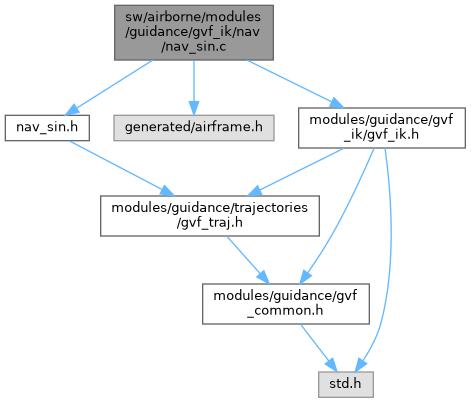 sw/airborne/modules
/guidance/gvf_ik/nav
/nav_sin.c
nav_sin.h
generated/airframe.h
modules/guidance/gvf
_ik/gvf_ik.h
modules/guidance/trajectories
/gvf_traj.h
modules/guidance/gvf
_common.h
std.h